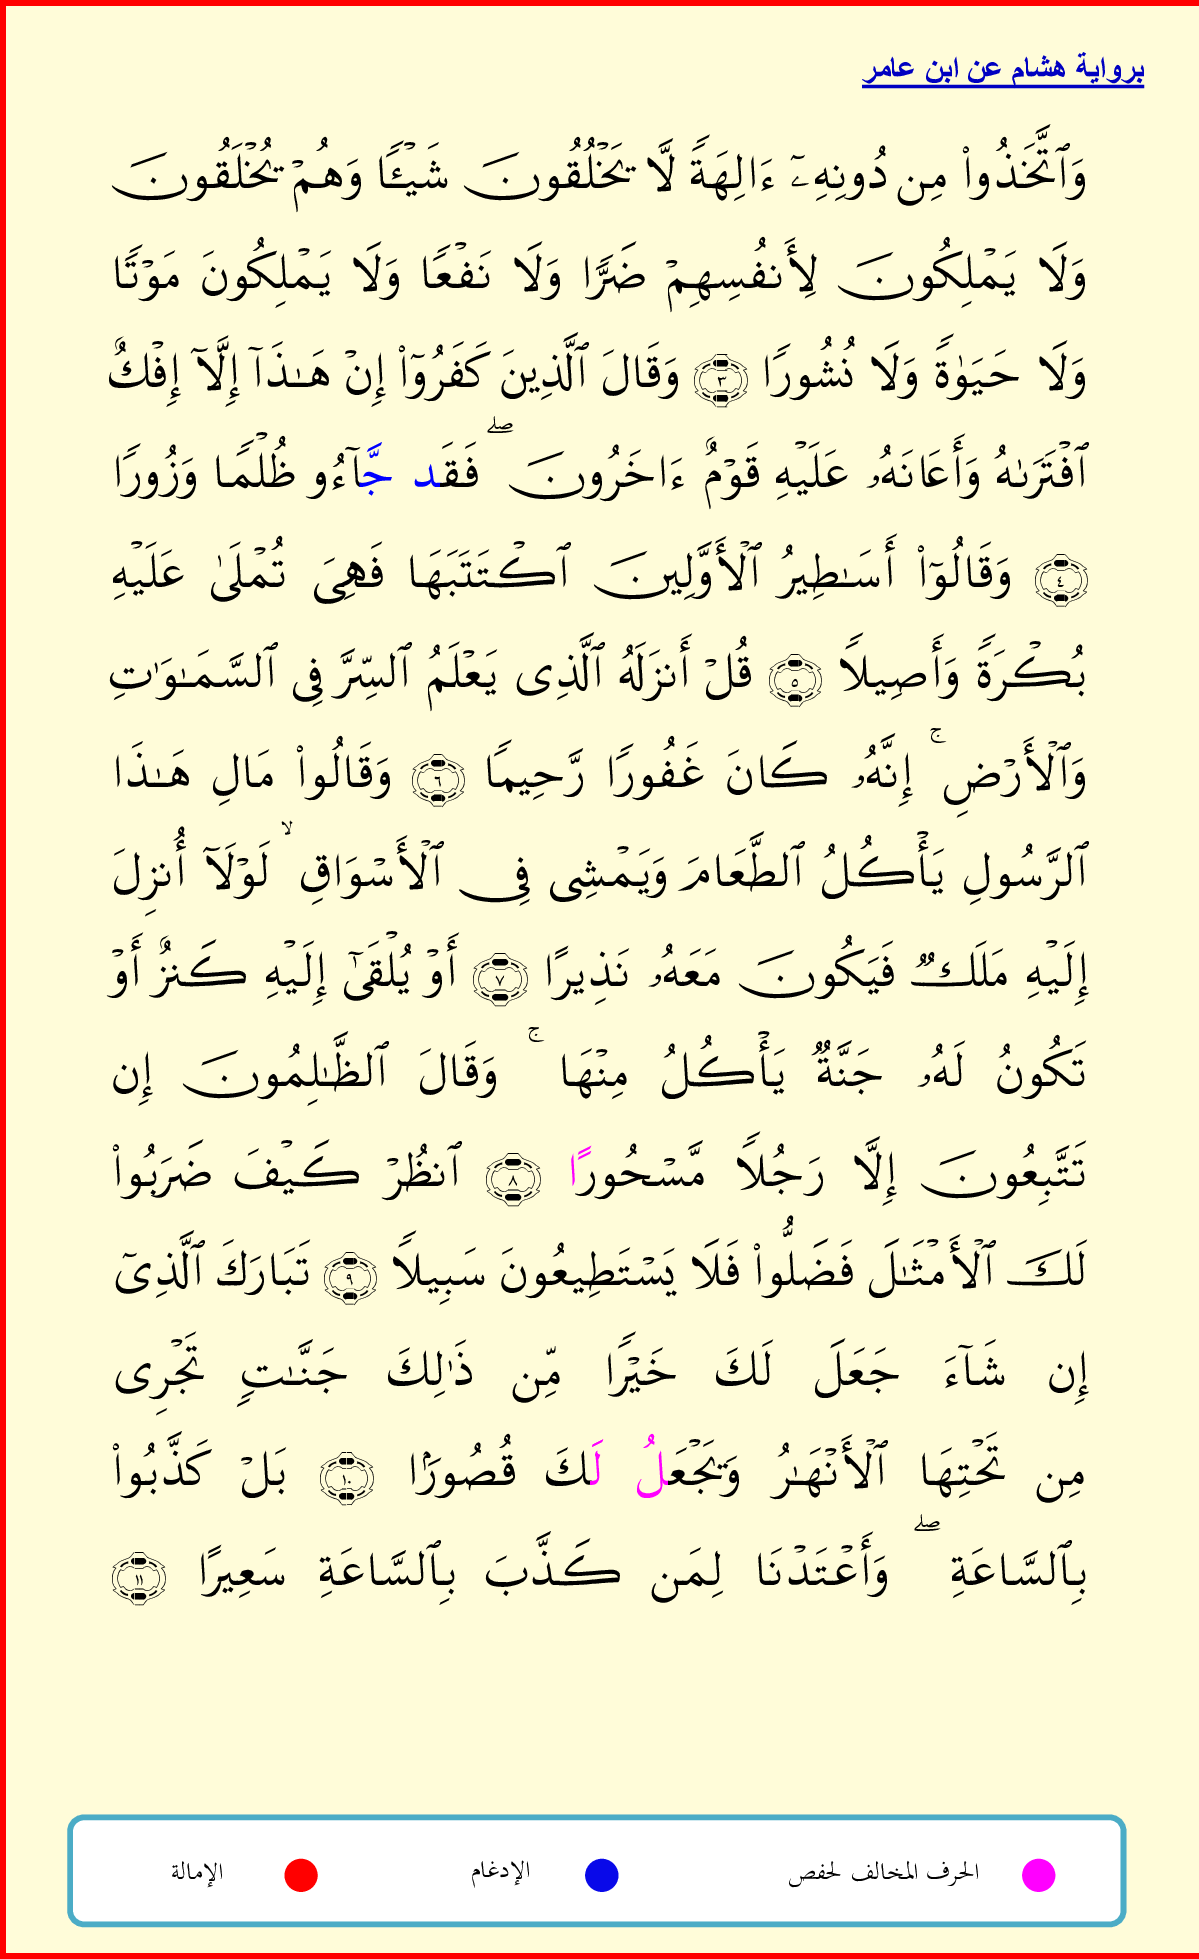 برواية هشام عن ابن عامر
وَٱتَّخَذُوا۟ مِن دُونِهِۦٓ ءَالِهَةًۭ لَّا يَخْلُقُونَ شَيْـًۭٔا وَهُمْ يُخْلَقُونَ
وَلَا يَمْلِكُونَ لِأَنفُسِهِمْ ضَرًّۭا وَلَا نَفْعًۭا وَلَا يَمْلِكُونَ مَوْتًۭا
وَلَا حَيَوٰةًۭ وَلَا نُشُورًۭا ٣ وَقَالَ ٱلَّذِينَ كَفَرُوٓا۟ إِنْ هَـٰذَآ إِلَّآ إِفْكٌ
ٱفْتَرَىٰهُ وَأَعَانَهُۥ عَلَيْهِ قَوْمٌ ءَاخَرُونَ ۖ فَقَد جَّآءُو ظُلْمًۭا وَزُورًۭا
٤ وَقَالُوٓا۟ أَسَـٰطِيرُ ٱلْأَوَّلِينَ ٱكْتَتَبَهَا فَهِىَ تُمْلَىٰ عَلَيْهِ
بُكْرَةًۭ وَأَصِيلًۭا ٥ قُلْ أَنزَلَهُ ٱلَّذِى يَعْلَمُ ٱلسِّرَّ فِى ٱلسَّمَـٰوَٰتِ
وَٱلْأَرْضِ ۚ إِنَّهُۥ كَانَ غَفُورًۭا رَّحِيمًۭا ٦ وَقَالُوا۟ مَالِ هَـٰذَا
ٱلرَّسُولِ يَأْكُلُ ٱلطَّعَامَ وَيَمْشِى فِى ٱلْأَسْوَاقِ ۙ لَوْلَآ أُنزِلَ
إِلَيْهِ مَلَكٌۭ فَيَكُونَ مَعَهُۥ نَذِيرًا ٧ أَوْ يُلْقَىٰٓ إِلَيْهِ كَنزٌ أَوْ
تَكُونُ لَهُۥ جَنَّةٌۭ يَأْكُلُ مِنْهَا ۚ وَقَالَ ٱلظَّـٰلِمُونَ إِن
تَتَّبِعُونَ إِلَّا رَجُلًۭا مَّسْحُورًا ٨ ٱنظُرْ كَيْفَ ضَرَبُوا۟
لَكَ ٱلْأَمْثَـٰلَ فَضَلُّوا۟ فَلَا يَسْتَطِيعُونَ سَبِيلًۭا ٩ تَبَارَكَ ٱلَّذِىٓ
إِن شَآءَ جَعَلَ لَكَ خَيْرًۭا مِّن ذَٰلِكَ جَنَّـٰتٍۢ تَجْرِى
مِن تَحْتِهَا ٱلْأَنْهَـٰرُ وَيَجْعَلُ لَكَ قُصُورًۢا ١٠ بَلْ كَذَّبُوا۟
بِٱلسَّاعَةِ ۖ وَأَعْتَدْنَا لِمَن كَذَّبَ بِٱلسَّاعَةِ سَعِيرًا ١١
الحرف المخالف لحفص الإدغام الإمالة